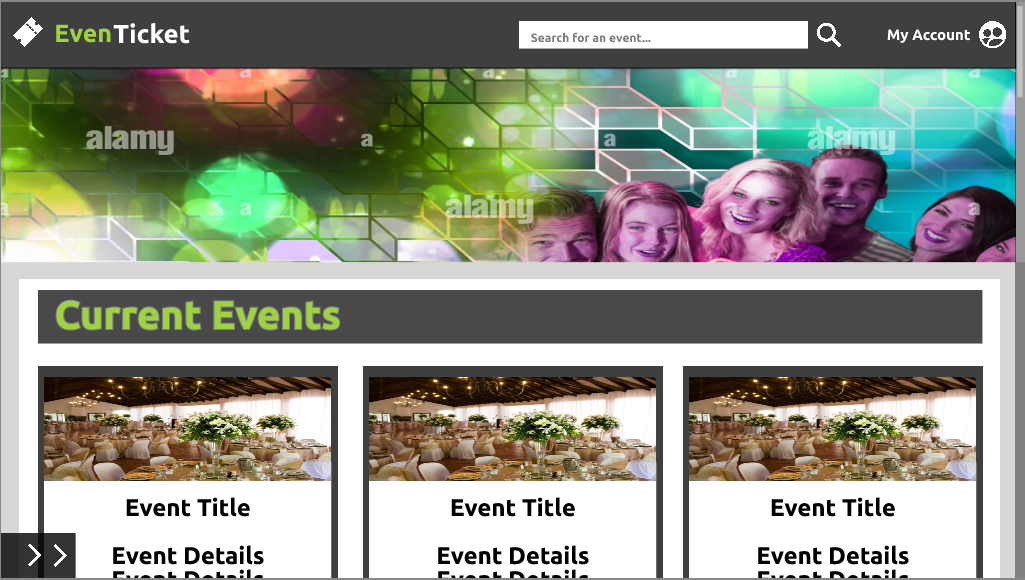 EvenTicket
Search for an event...
My Account
a a a a
alamy a a alamy
a a alamy a
Current Events
Event Title Event Title Event Title
Event Details Event Details Event Details
Event Details Event Details Event Details